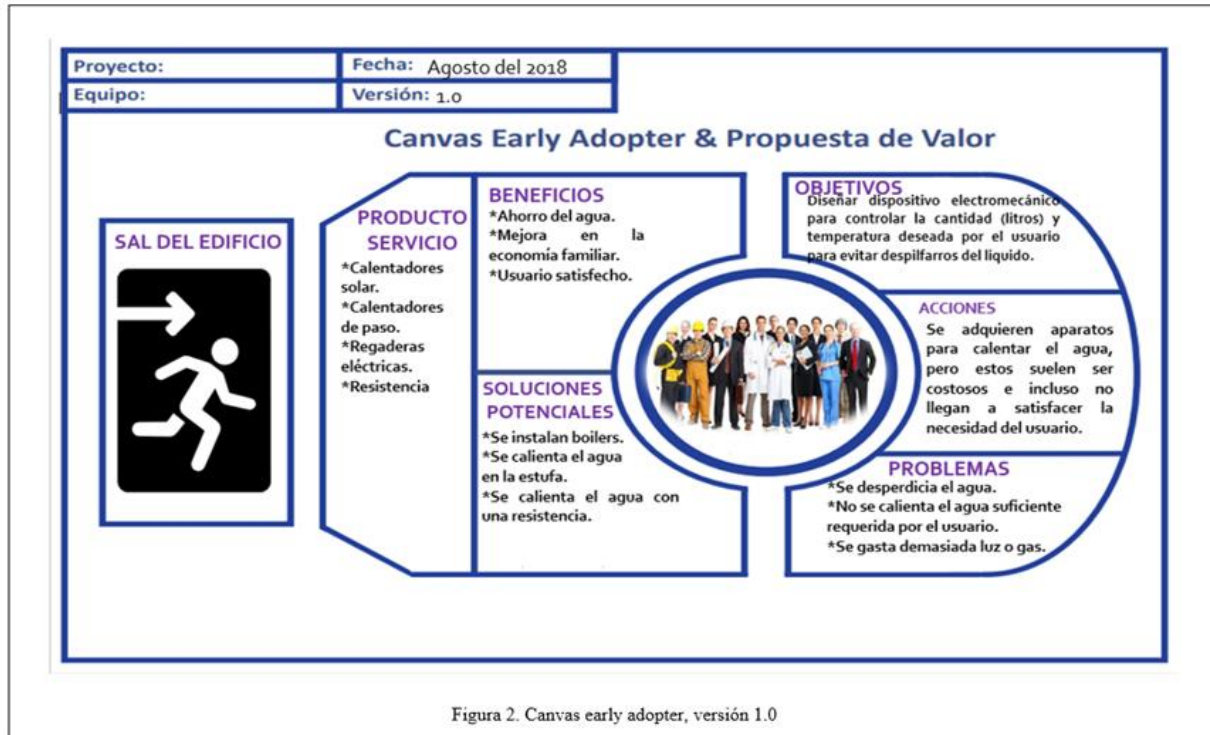 Proyecto:
Fecha: Agosto del 2018
Equipo:
Versión: 1.0
Canvas Early Adopter & Propuesta de Valor
SAL DEL EDIFICIO
PRODUCTO
SERVICIO
*Calentadores
solar.
*Calentadores
de paso.
*Regaderas
eléctricas.
*Resistencia
BENEFICIOS
*Ahorro del agua.
*Mejora en la
economía familiar.
*Usuario satisfecho.
SOLUCIONES
POTENCIALES
*Se instalan boilers.
*Se calienta el agua
en la estufa.
*Se calienta el agua con
una resistencia.
OBJETIVOS
Diseñar dispositivo electromecánico
para controlar la cantidad (litros) y
temperatura deseada por el usuario
para evitar despilfarros del liquido.
ACCIONES
Se adquieren aparatos
para calentar el agua,
pero estos suelen ser
costosos e incluso no
llegan a satisfacer la
necesidad del usuario.
PROBLEMAS
*Se desperdicia el agua.
*No se calienta el agua suficiente
requerida por el usuario.
*Se gasta demasiada luz o gas.
Figura 2. Canvas early adopter, versión 1.0